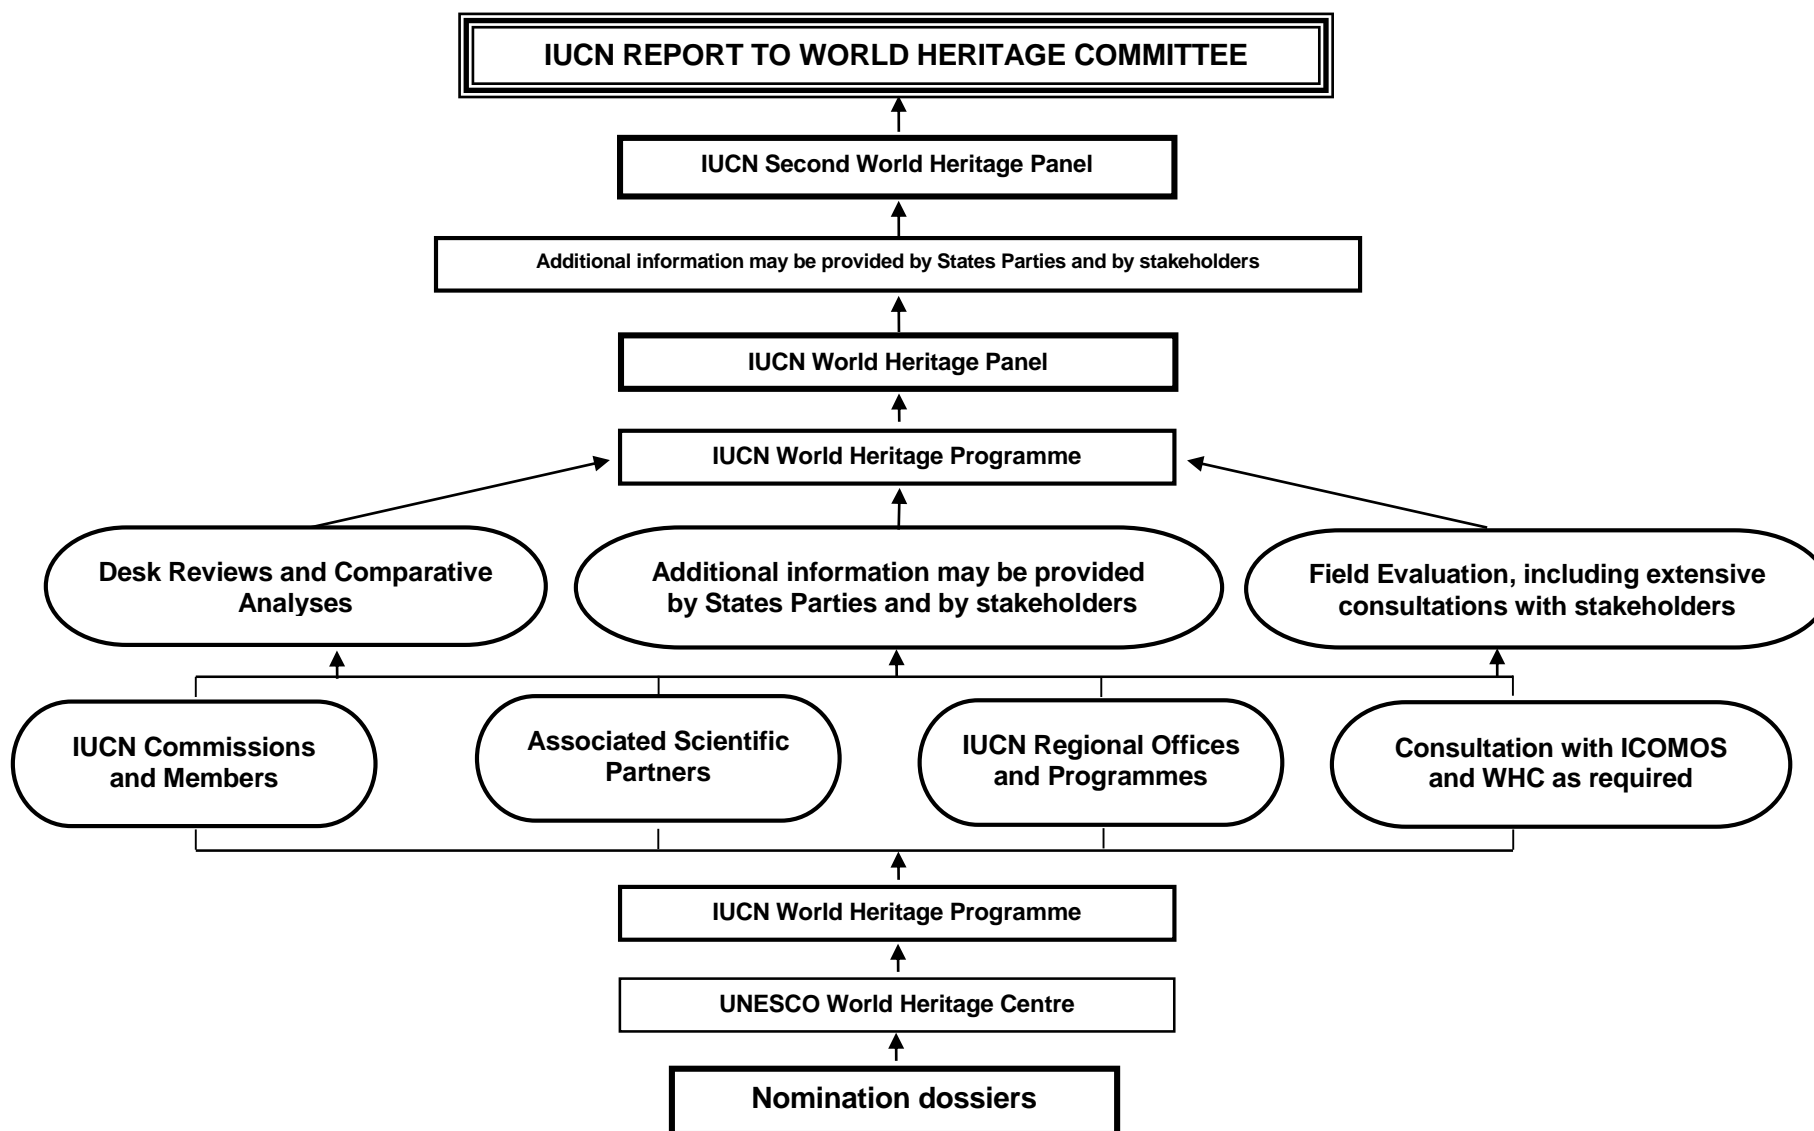 IUCN REPORT TO WORLD HERITAGE COMMITTEE
IUCN Second World Heritage Panel
Additional information may be provided by States Parties and by stakeholders
IUCN World Heritage Panel
IUCN World Heritage Programme
Desk Reviews and Comparative
Analyses
Additional information may be provided
by States Parties and by stakeholders
Field Evaluation, including extensive
consultations with stakeholders
IUCN Commissions
and Members
Associated Scientific
Partners
IUCN Regional Offices
and Programmes
Consultation with ICOMOS
and WHC as required
IUCN World Heritage Programme
UNESCO World Heritage Centre
Nomination dossiers